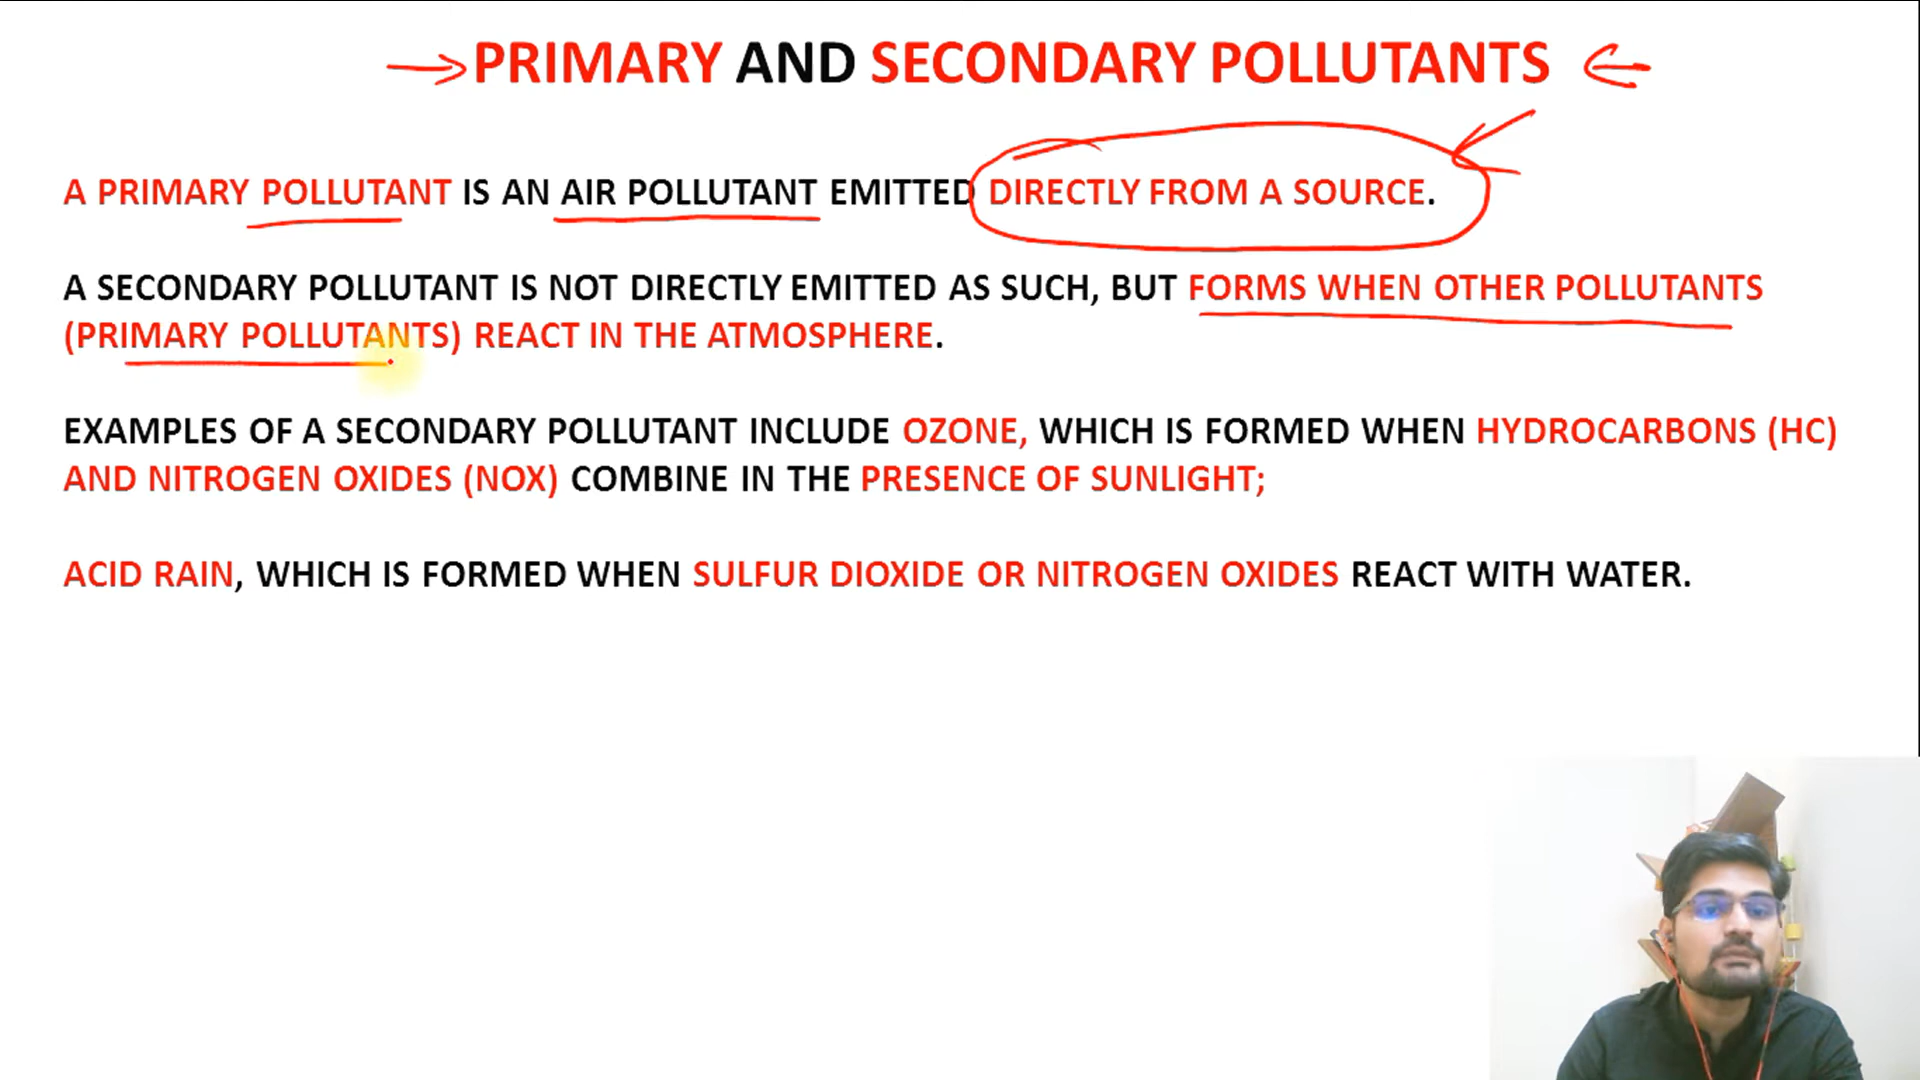 PRIMARY AND SECONDARY POLLUTANTS
A PRIMARY POLLUTANT IS AN AIR POLLUTANT EMITTED DIRECTLY FROM A SOURCE.
A SECONDARY POLLUTANT IS NOT DIRECTLY EMITTED AS SUCH, BUT FORMS WHEN OTHER POLLUTANTS
(PRIMARY POLLUTANTS) REACT IN THE ATMOSPHERE.
EXAMPLES OF A SECONDARY POLLUTANT INCLUDE OZONE, WHICH IS FORMED WHEN HYDROCARBONS (HC)
AND NITROGEN OXIDES (NOX) COMBINE IN THE PRESENCE OF SUNLIGHT;
ACID RAIN, WHICH IS FORMED WHEN SULFUR DIOXIDE OR NITROGEN OXIDES REACT WITH WATER.